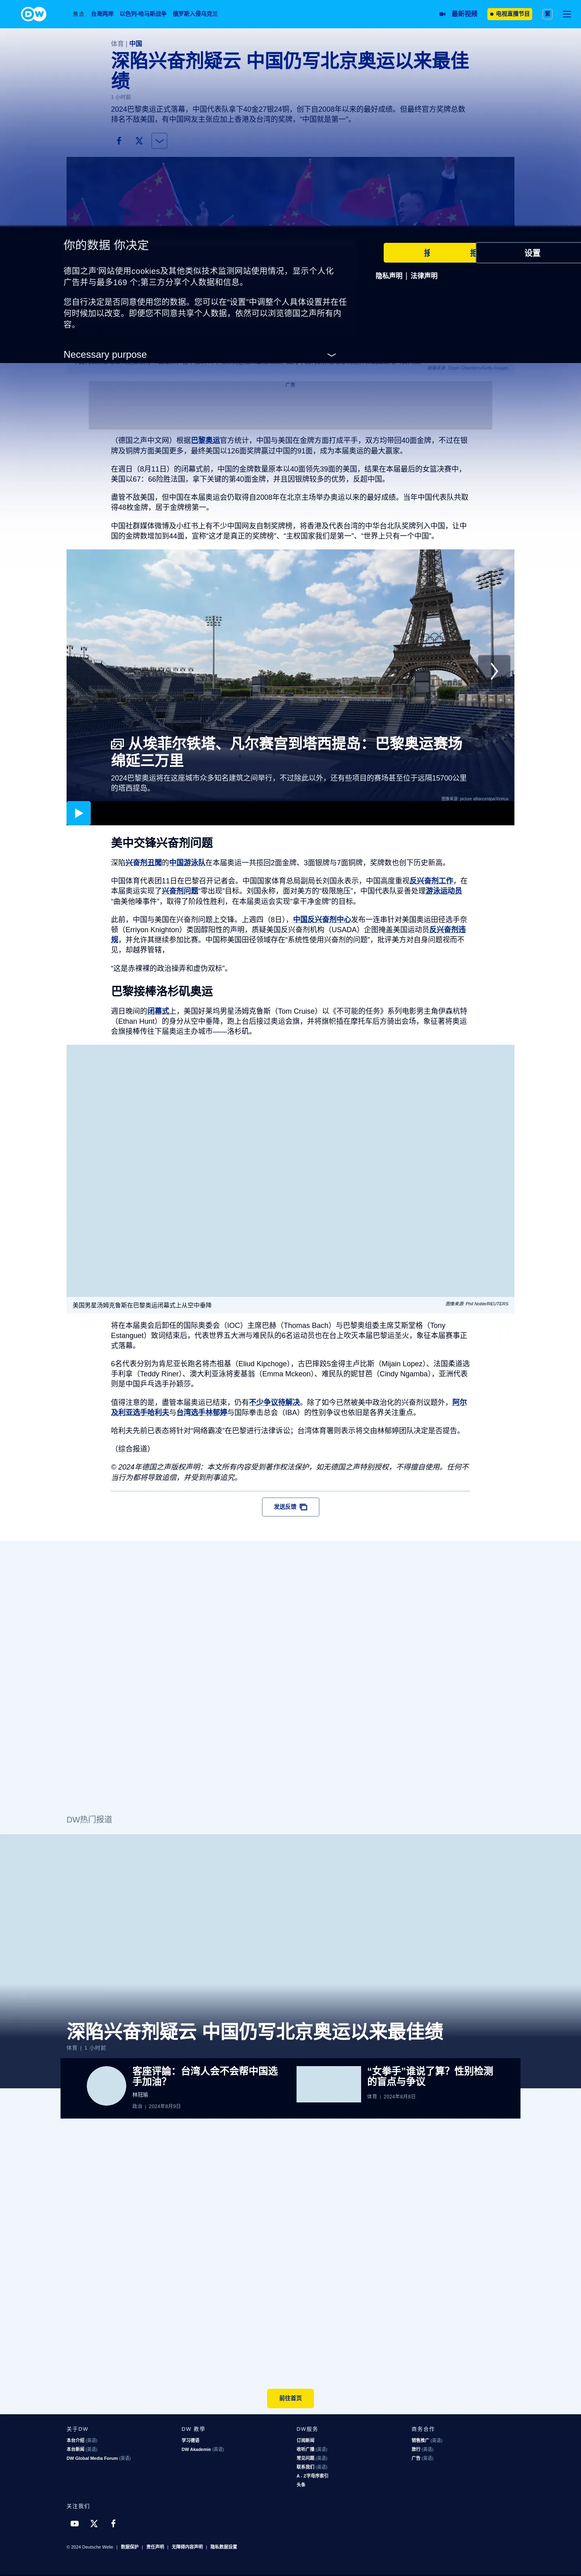 DW
焦点 台海两岸 以色列-哈马斯战争 俄罗斯入侵乌克兰
最新视频
电视直播节目
繁
体育 | 中国
深陷兴奋剂疑云 中国仍写北京奥运以来最佳
绩
1 小时前
2024巴黎奥运正式落幕，中国代表队拿下40金27银24铜，创下自2008年以来的最好成绩。但最终官方奖牌总数
排名不敌美国，有中国网友主张应加上香港及台湾的奖牌，“中国就是第一”。
你的数据 你决定
德国之声'网站使用cookies及其他类似技术监测网站使用情况，显示个人化
广告并与最多169 个;第三方分享个人数据和信息。
您自行决定是否同意使用您的数据。您可以在"设置"中调整个人具体设置并在任
何时候加以改变。即便您不同意共享个人数据，依然可以浏览德国之声所有内
容。
Necessary purpose
设置
隐私声明 | 法律声明
广告
（德国之声中文网）根据巴黎奥运官方统计，中国与美国在金牌方面打成平手，双方均带回40面金牌，不过在银
牌及铜牌方面美国更多，最终美国以126面奖牌赢过中国的91面，成为本届奥运的最大赢家。
在週日（8月11日）的闭幕式前，中国的金牌数量原本以40面领先39面的美国，结果在本届最后的女篮决赛中，
美国以67：66险胜法国，拿下关键的第40面金牌，并且因银牌较多的优势，反超中国。
盡管不敌美国，但中国在本届奥运会仍取得自2008年在北京主场举办奥运以来的最好成绩。当年中国代表队共取
得48枚金牌，居于金牌榜第一。
中国社群媒体微博及小红书上有不少中国网友自制奖牌榜，将香港及代表台湾的中华台北队奖牌列入中国，让中
国的金牌数增加到44面，宣称“这才是真正的奖牌榜”、“主权国家我们是第一”、“世界上只有一个中国”。
从埃菲尔铁塔、凡尔赛宫到塔西提岛：巴黎奥运赛场
绵延三万里
2024巴黎奥运将在这座城市众多知名建筑之间举行，不过除此以外，还有些项目的赛场甚至位于远隔15700公里
的塔西提岛。
图像来源: picture alliance/dpa/Xinhua
美中交锋兴奋剂问题
深陷兴奋剂丑闻的中国游泳队在本届奥运一共揽回2面金牌、3面银牌与7面铜牌，奖牌数也创下历史新高。
中国体育代表团11日在巴黎召开记者会。中国国家体育总局副局长刘国永表示，中国高度重视反兴奋剂工作，在
本届奥运实现了兴奋剂问题“零出现”目标。刘国永称，面对美方的“极限施压”，中国代表队妥善处理游泳运动员
“曲美他嗪事件”，取得了阶段性胜利，在本届奥运会实现“拿干净金牌”的目标。
此前，中国与美国在兴奋剂问题上交锋。上週四（8日），中国反兴奋剂中心发布一连串针对美国奥运田径选手奈
顿（Erriyon Knighton）类固醇阳性的声明，质疑美国反兴奋剂机构（USADA）企图掩盖美国运动员反兴奋剂违
规，并允许其继续参加比赛。中国称美国田径领域存在“系统性使用兴奋剂的问题”，批评美方对自身问题视而不
见，却越界管辖，
“这是赤裸裸的政治操弄和虚伪双标”。
巴黎接棒洛杉矶奥运
週日晚间的闭幕式上，美国好莱坞男星汤姆克鲁斯（Tom Cruise）以《不可能的任务》系列电影男主角伊森杭特
（Ethan Hunt）的身分从空中垂降，跑上台后接过奥运会旗，并将旗帜插在摩托车后方骑出会场，象征著将奥运
会旗接棒传往下届奥运主办城市——洛杉矶。
美国男星汤姆克鲁斯在巴黎奥运闭幕式上从空中垂降
图像来源: Phil Noble/REUTERS
将在本届奥会后卸任的国际奥委会（IOC）主席巴赫（Thomas Bach）与巴黎奥组委主席艾斯堂格（Tony
Estanguet）致词结束后，代表世界五大洲与难民队的6名运动员也在台上吹灭本届巴黎运圣火，象征本届赛事正
式落幕。
6名代表分别为肯尼亚长跑名将杰祖基（Eliud Kipchoge），古巴摔跤5金得主卢比斯（Mijain Lopez）、法国柔道选
手利拿（Teddy Riner）、澳大利亚泳将麦基翁（Emma Mckeon）、难民队的妮甘芭（Cindy Ngamba），亚洲代表
则是中国乒乓选手孙颖莎。
值得注意的是，盡管本届奥运已结束，仍有不少争议待解决。除了如今已然被美中政治化的兴奋剂议题外，阿尔
及利亚选手哈利夫与台湾选手林郁婷与国际拳击总会（IBA）的性别争议也依旧是各界关注重点。
哈利夫先前已表态将针对“网络霸凌”在巴黎进行法律诉讼；台湾体育署则表示将交由林郁婷团队决定是否提告。
（综合报道）
© 2024年德国之声版权声明：本文所有内容受到著作权法保护，如无德国之声特别授权，不得擅自使用。任何不
当行为都将导致追偿，并受到刑事追究。
发送反馈
DW热门报道
深陷兴奋剂疑云 中国仍写北京奥运以来最佳绩
体育 | 1 小时前
客座评論：台湾人会不会帮中国选
手加油?
林冠瑜
政治 | 2024年8月9日
“女拳手”谁说了算？性别检测
的盲点与争议
体育 | 2024年8月8日
前往首页
关于DW
本台介绍 (英语)
本台新闻 (英语)
DW Global Media Forum (英语)
DW 教学
学习德语
DW Akademie (英语)
DW服务
订阅新闻
收听广播 (英语)
常见问题 (英语)
联系我们 (英语)
A - Z字母序索引
头条
商务合作
销售推广 (英语)
旅行 (英语)
广告 (英语)
关注我们
© 2024 Deutsche Welle | 数据保护 | 责任声明 | 无障碍内容声明 | 隐私数据设置